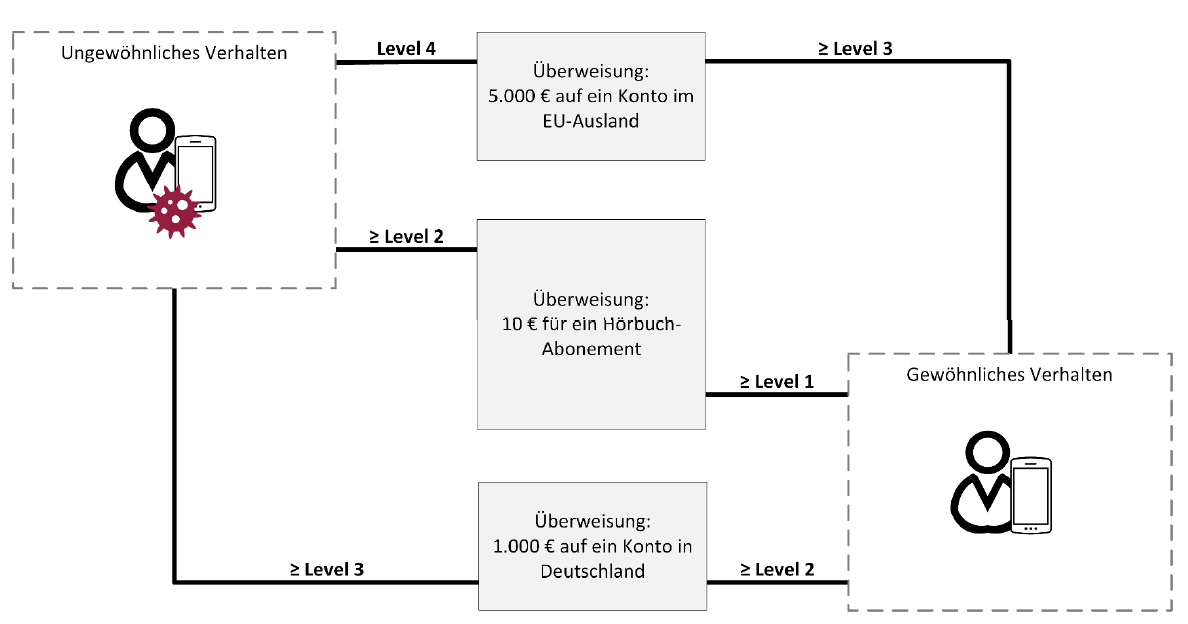 Ungewöhnliches Verhalten
Level 4
Überweisung:
5.000 € auf ein Konto im
EU-Ausland
≥ Level 3
≥ Level 2
Überweisung:
10 € für ein Hörbuch-
Abonement
≥ Level 1
Gewöhnliches Verhalten
≥ Level 3
Überweisung:
1.000 € auf ein Konto in
Deutschland
≥ Level 2